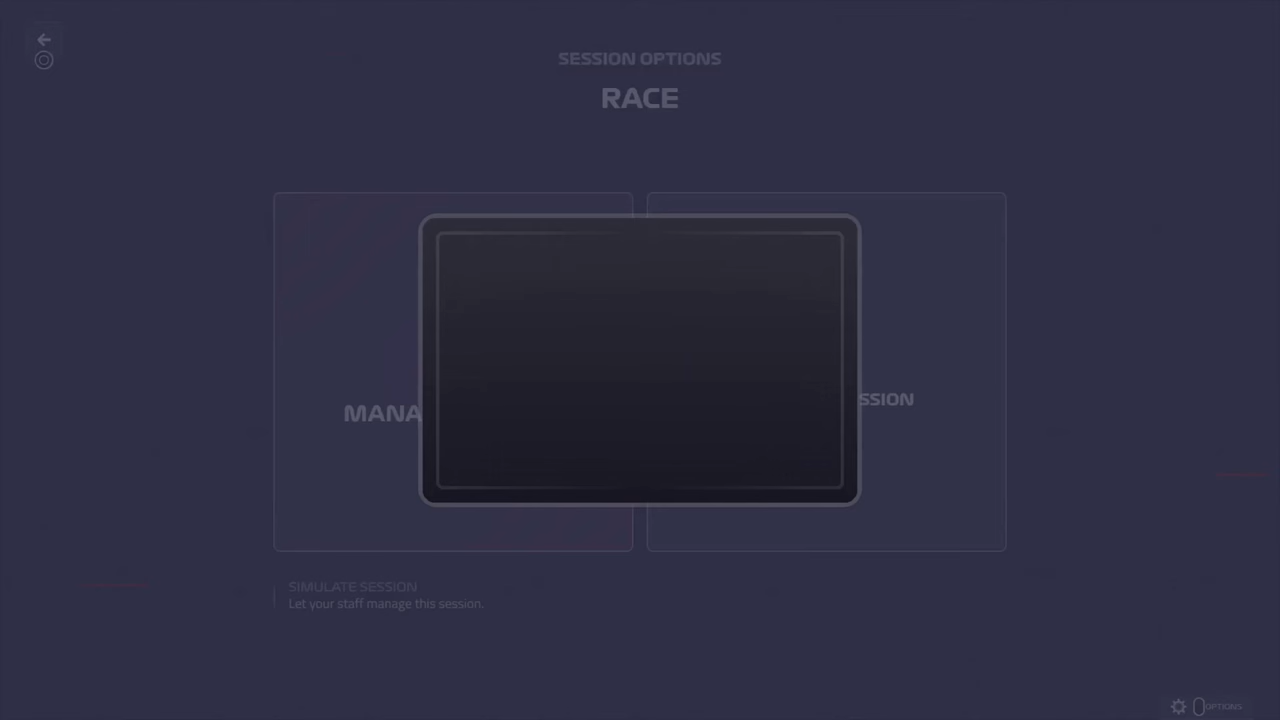 SESSION OPTIONS
RACE
MANA
SSION
SIMULATE SESSION
Let your staff manage this session.
OPTIONS